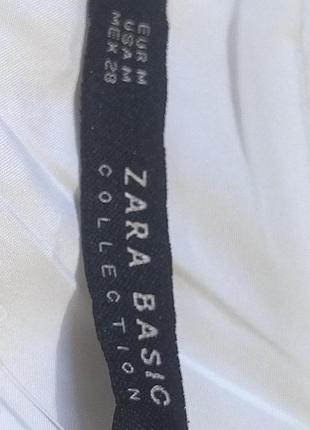 EUR M
USA M
MEX 28
ZARA BASIC
COLLECTION